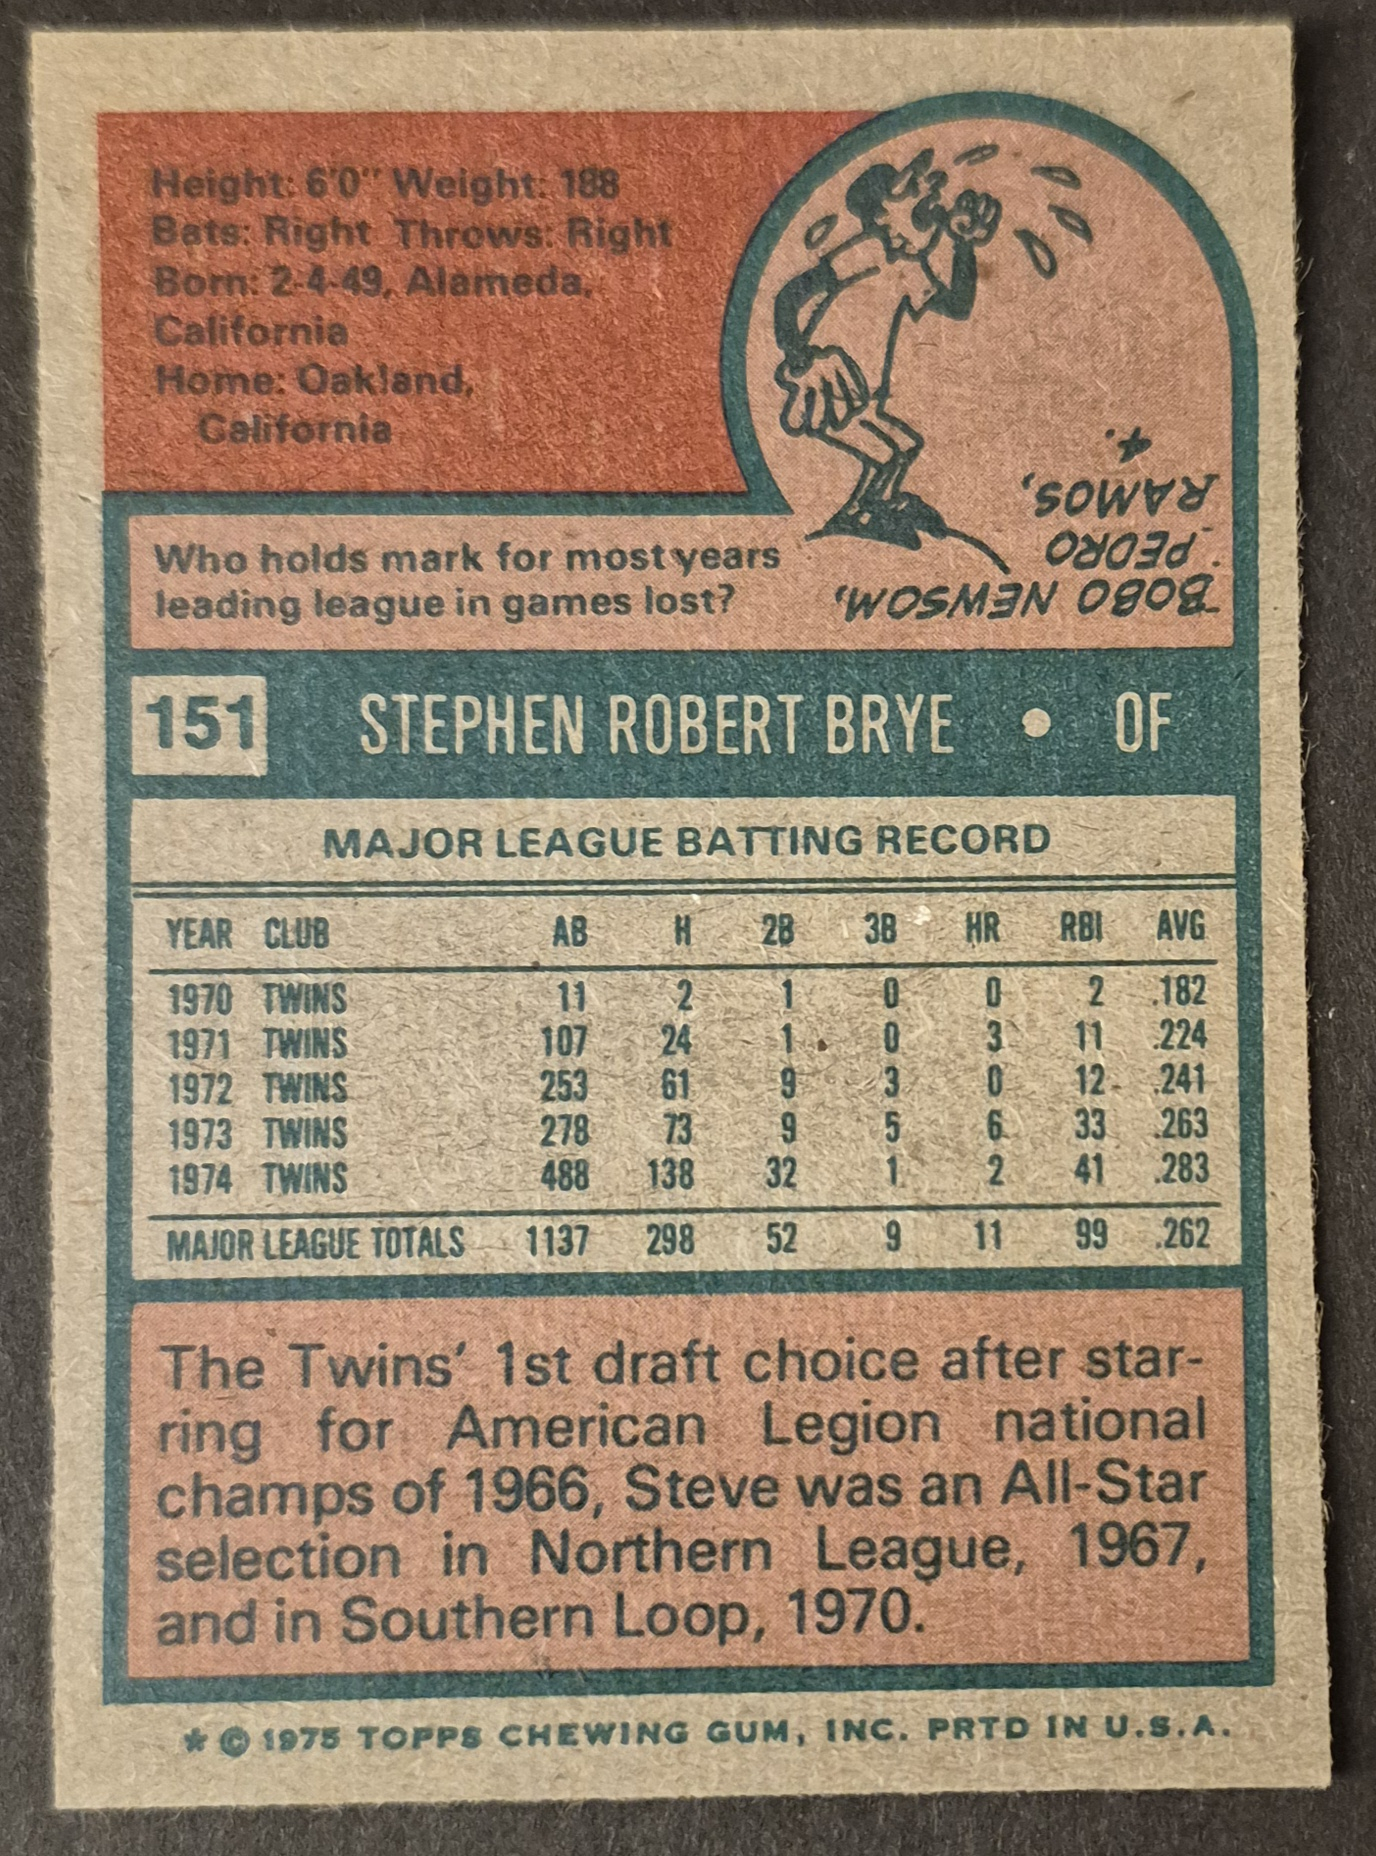 Height: 6'0" Weight: 188
Bats: Right Throws: Right
Born: 2-4-49, Alameda,
California
Home: Oakland,
California
Who holds mark for most years
leading league in games lost?
BOBO NEWSOM,
PEDRO
RAMOS,
4.
151 STEPHEN ROBERT BRYE • OF
MAJOR LEAGUE BATTING RECORD
YEAR CLUB AB H 2B 3B HR RBI AVG
1970 TWINS 11 2 1 0 0 2 .182
1971 TWINS 107 24 1 0 3 11 .224
1972 TWINS 253 61 9 3 0 12 .241
1973 TWINS 278 73 9 5 6 33 .263
1974 TWINS 488 138 32 1 2 41 .283
MAJOR LEAGUE TOTALS 1137 298 52 9 11 99 .262
The Twins' 1st draft choice after star-
ring for American Legion national
champs of 1966, Steve was an All-Star
selection in Northern League, 1967,
and in Southern Loop, 1970.
* © 1975 TOPPS CHEWING GUM, INC. PRTD IN U.S.A.